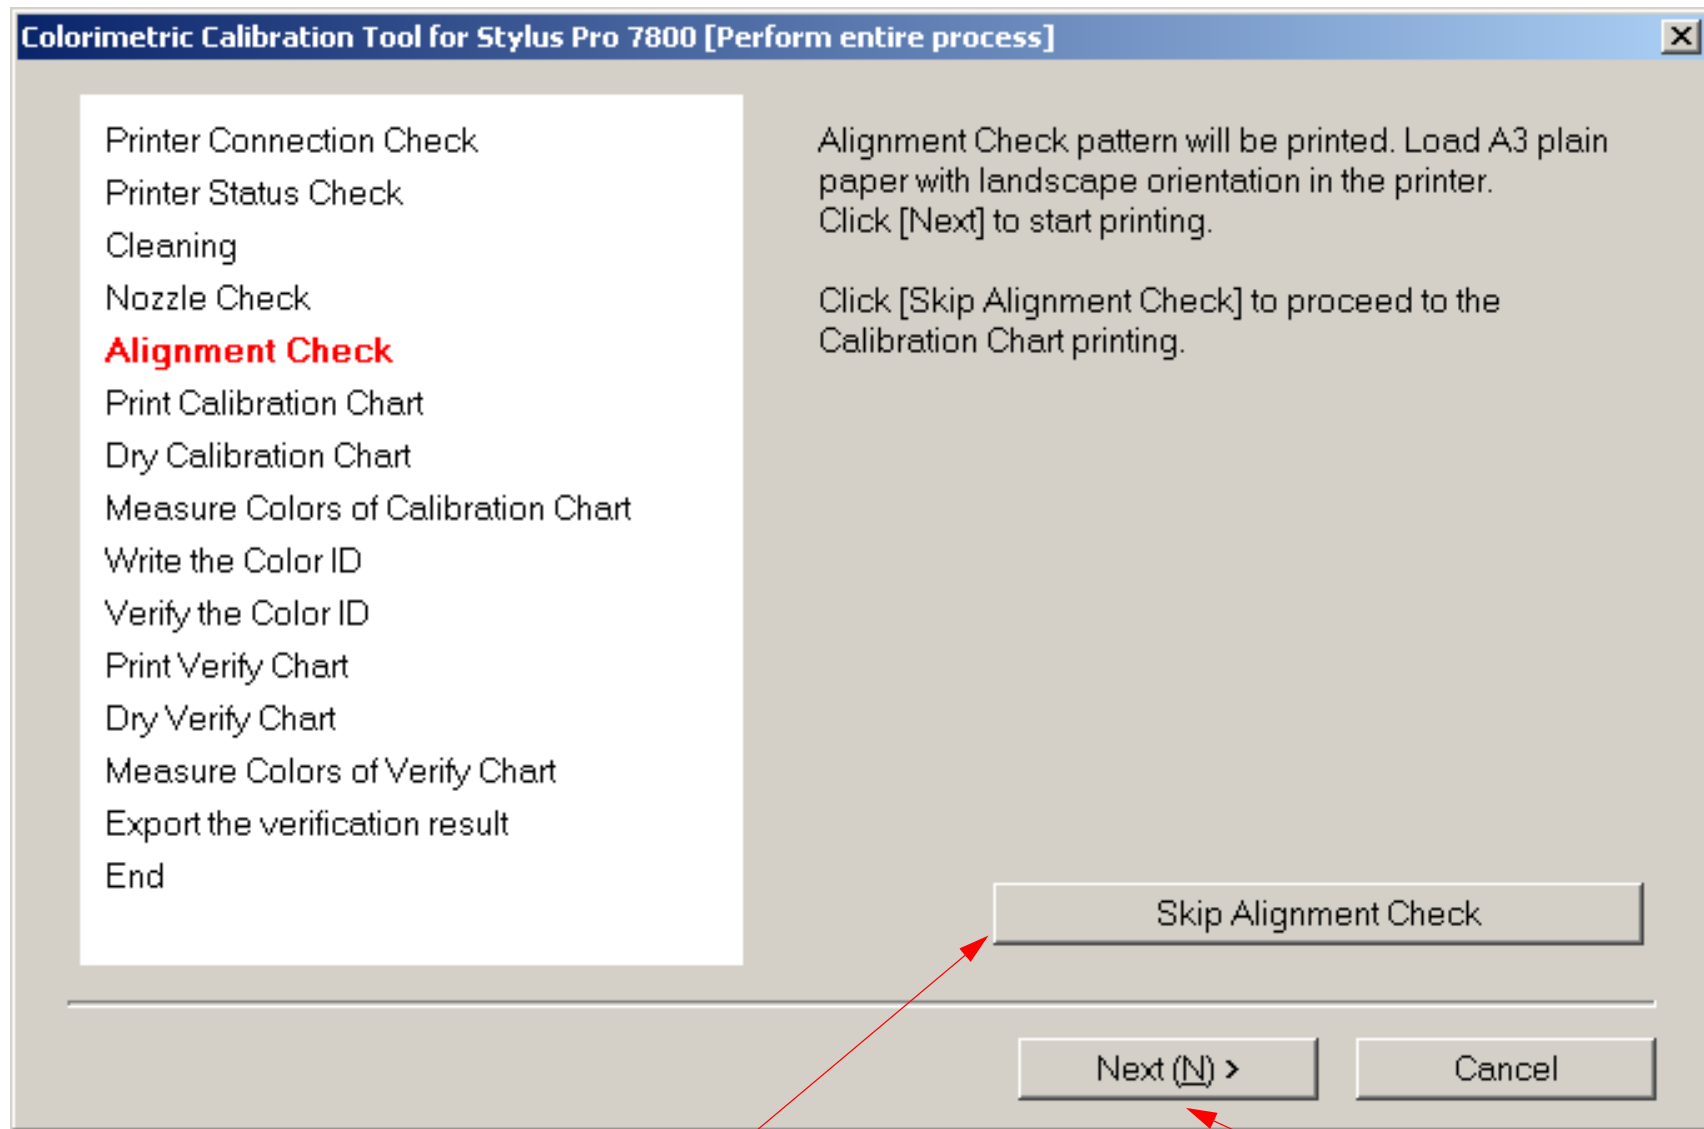 Colorimetric Calibration Tool for Stylus Pro 7800 [Perform entire process]
Printer Connection Check
Printer Status Check
Cleaning
Nozzle Check
Alignment Check
Print Calibration Chart
Dry Calibration Chart
Measure Colors of Calibration Chart
Write the Color ID
Verify the Color ID
Print Verify Chart
Dry Verify Chart
Measure Colors of Verify Chart
Export the verification result
End
Alignment Check pattern will be printed. Load A3 plain
paper with landscape orientation in the printer.
Click [Next] to start printing.
Click [Skip Alignment Check] to proceed to the
Calibration Chart printing.
Skip Alignment Check
Next (N) >
Cancel